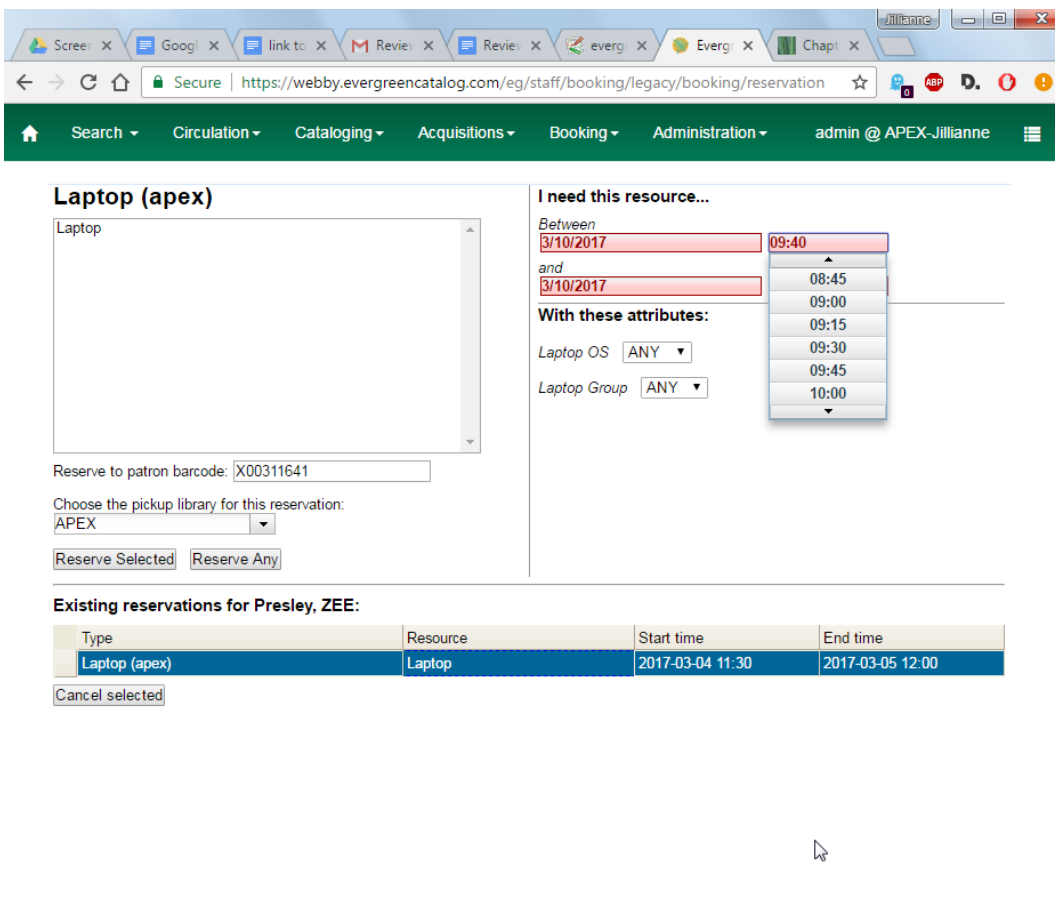 Jillianne
Screer Googl link to Review Review everg Evergr Chapt
Secure https://webby.evergreencatalog.com/eg/staff/booking/legacy/booking/reservation
0 ABP D.
Search Circulation Cataloging Acquisitions Booking Administration admin @ APEX-Jillianne
Laptop (apex)
Laptop
Reserve to patron barcode: X00311641
Choose the pickup library for this reservation:
APEX
Reserve Selected Reserve Any
I need this resource...
Between
3/10/2017 09:40
and
3/10/2017
08:45
09:00
09:15
09:30
09:45
10:00
With these attributes:
Laptop OS ANY
Laptop Group ANY
Existing reservations for Presley, ZEE:
Type Resource Start time End time
Laptop (apex) Laptop 2017-03-04 11:30 2017-03-05 12:00
Cancel selected